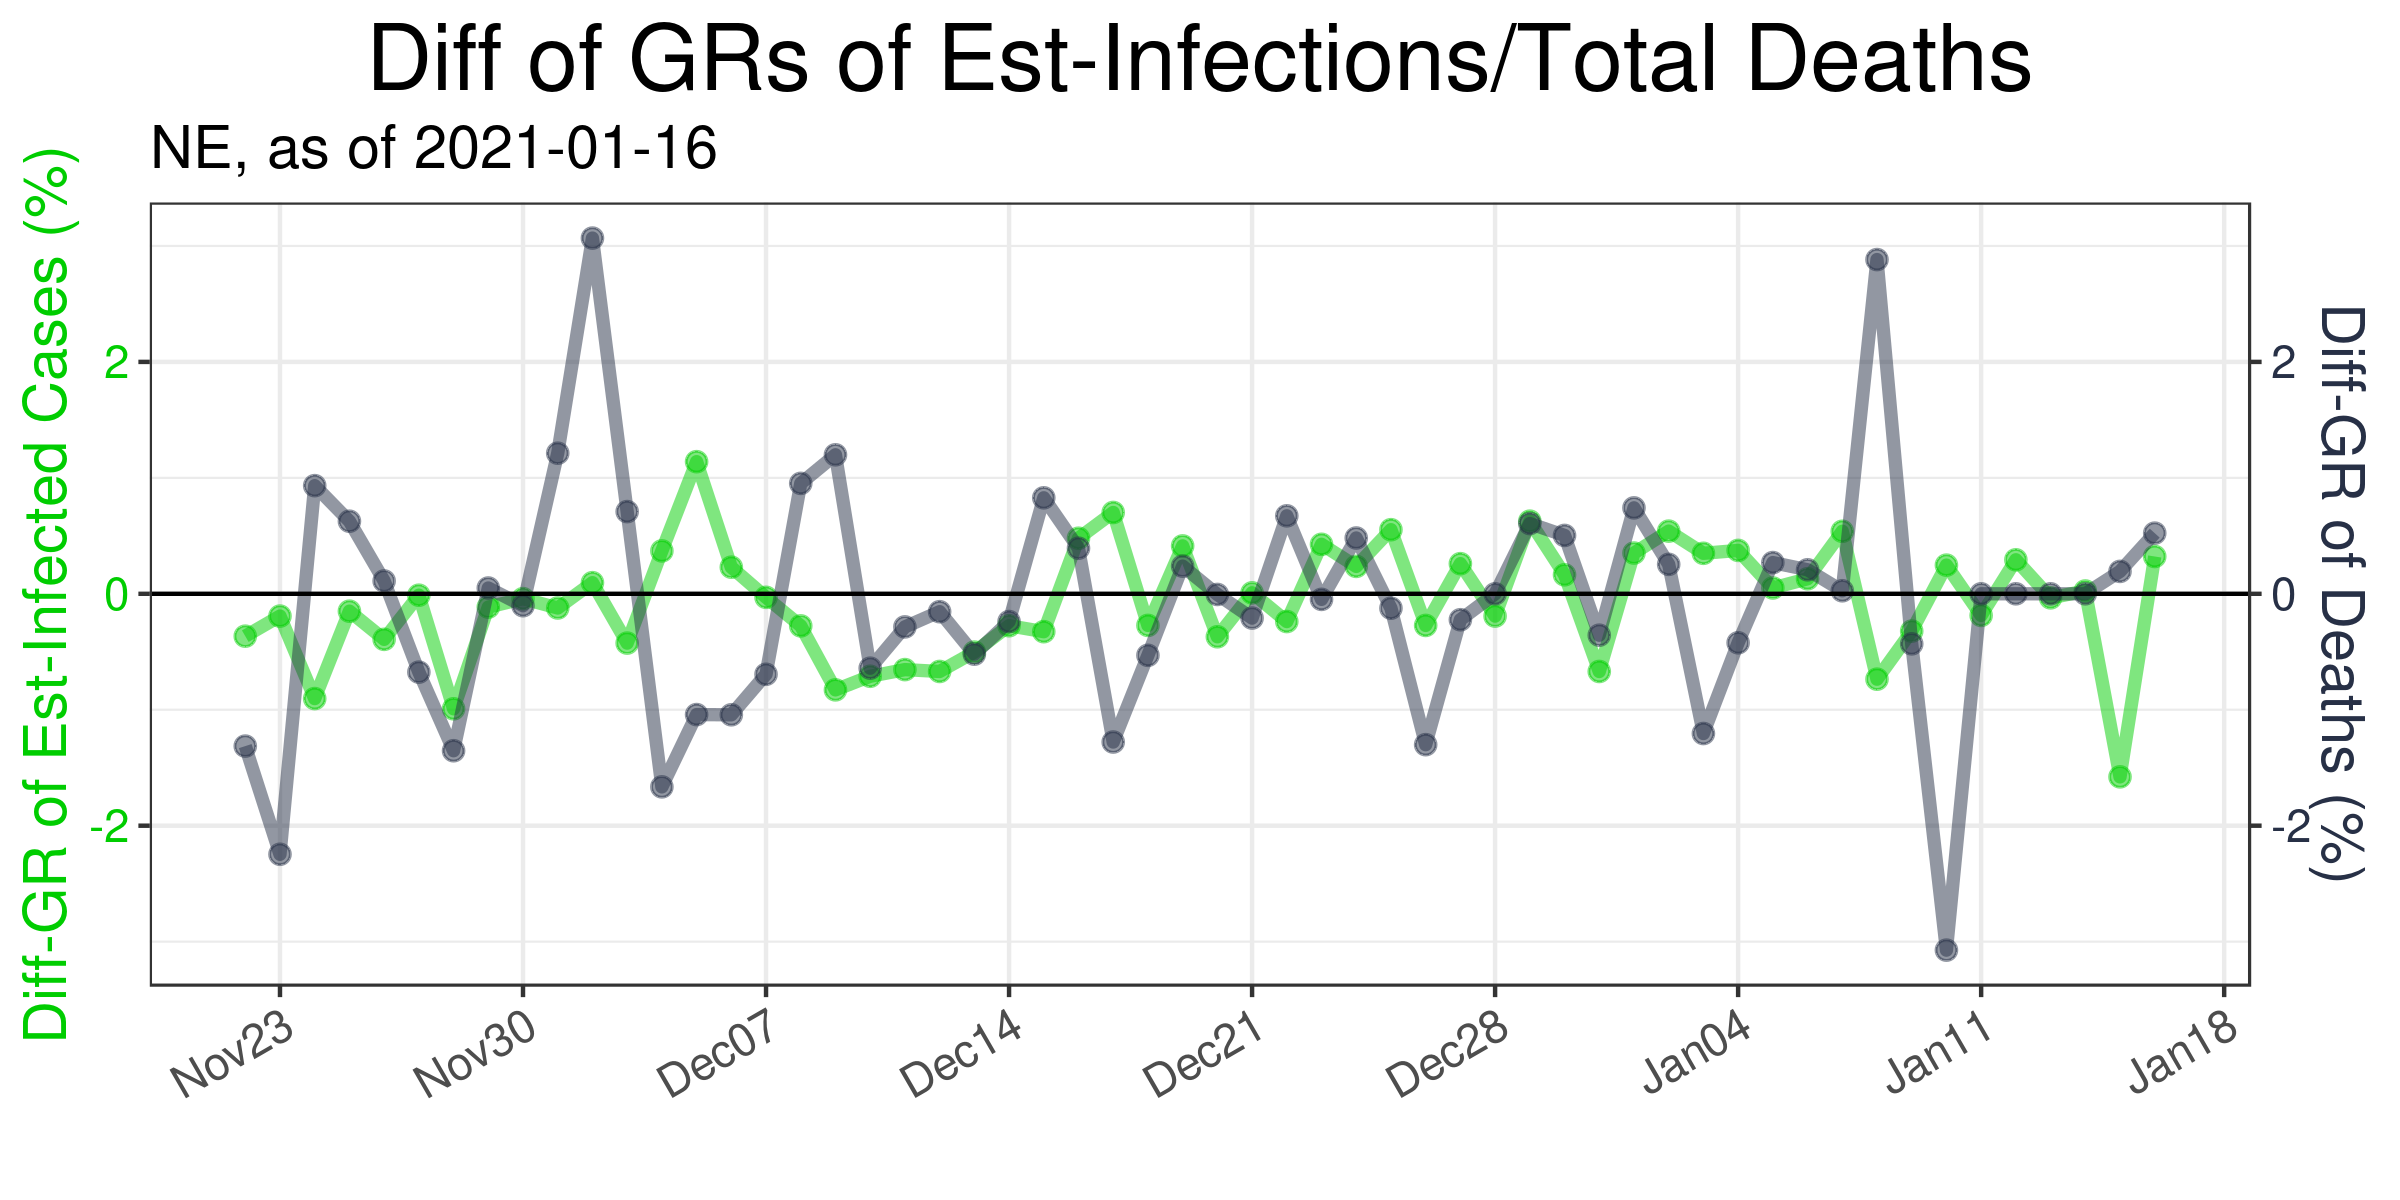 Diff of GRs of Est-Infections/Total Deaths
NE, as of 2021-01-16
Diff-GR of Est-Infected Cases (%)
2
0
-2
2
0
-2
Diff-GR of Deaths (%)
Nov23
Nov30
Dec07
Dec14
Dec21
Dec28
Jan04
Jan11
Jan18